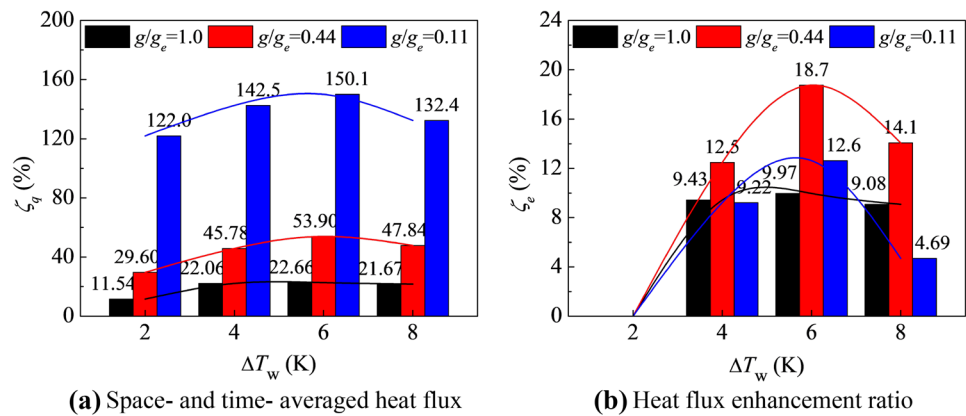 g/gₑ=1.0 g/gₑ=0.44 g/gₑ=0.11
200
160
120
80
40
0
ζq (%)
122.0 142.5 150.1 132.4
29.60 45.78 53.90 47.84
11.54 22.06 22.66 21.67
2 4 6 8
ΔTw (K)
(a) Space- and time- averaged heat flux
g/gₑ=1.0 g/gₑ=0.44 g/gₑ=0.11
24
20
16
12
8
4
0
ζe (%)
18.7
12.5 12.6 14.1
9.43 9.22 9.97 9.08
4.69
2 4 6 8
ΔTw (K)
(b) Heat flux enhancement ratio